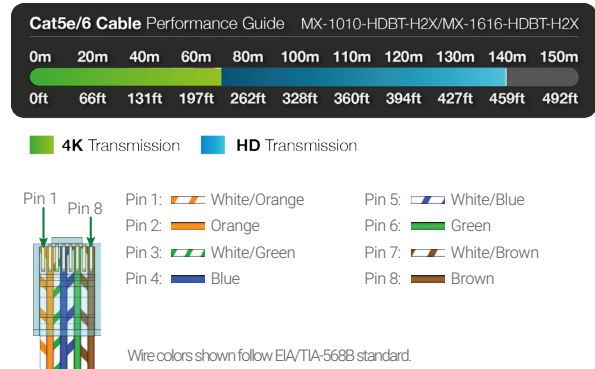 Cat5e/6 Cable Performance Guide MX-1010-HDBT-H2X/MX-1616-HDBT-H2X
0m 20m 40m 60m 80m 100m 110m 120m 130m 140m 150m
0ft 66ft 131ft 197ft 262ft 328ft 360ft 394ft 427ft 459ft 492ft
4K Transmission HD Transmission
Pin 1 Pin 8
Pin 1: White/Orange
Pin 2: Orange
Pin 3: White/Green
Pin 4: Blue
Pin 5: White/Blue
Pin 6: Green
Pin 7: White/Brown
Pin 8: Brown
Wire colors shown follow EIA/TIA-568B standard.